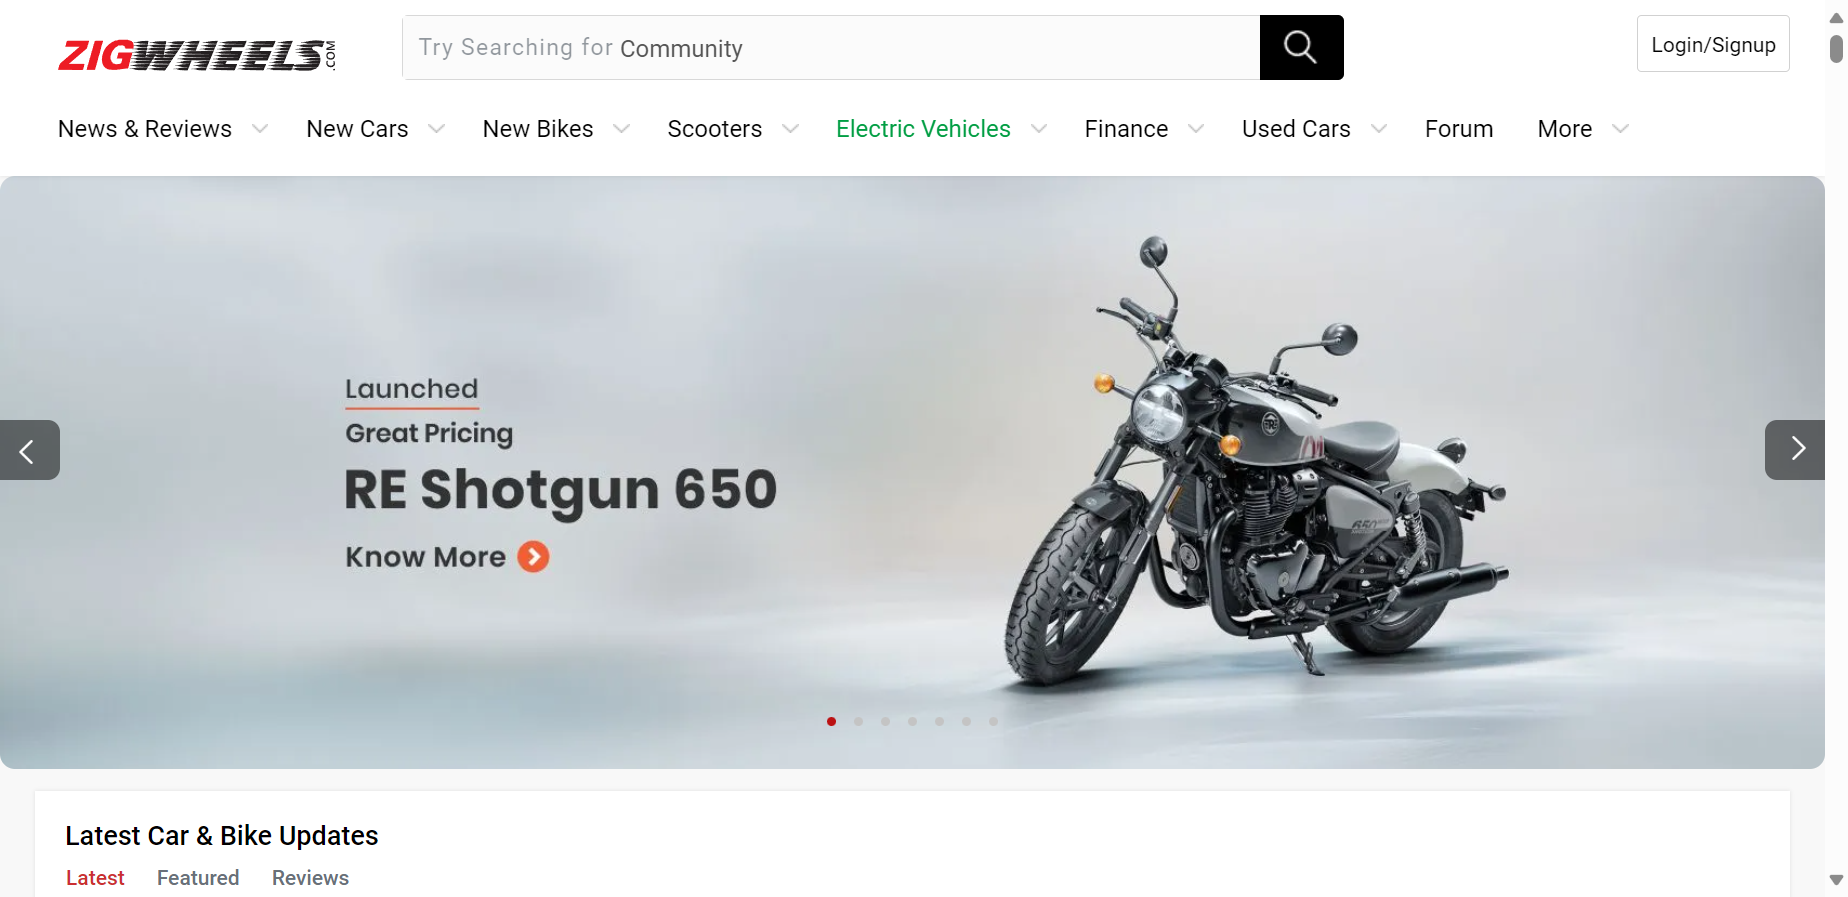 ZIGWHEELS.COM
Try Searching for Community
Login/Signup
News & Reviews
New Cars
New Bikes
Scooters
Electric Vehicles
Finance
Used Cars
Forum
More
Launched
Great Pricing
RE Shotgun 650
Know More
650
Latest Car & Bike Updates
Latest
Featured
Reviews